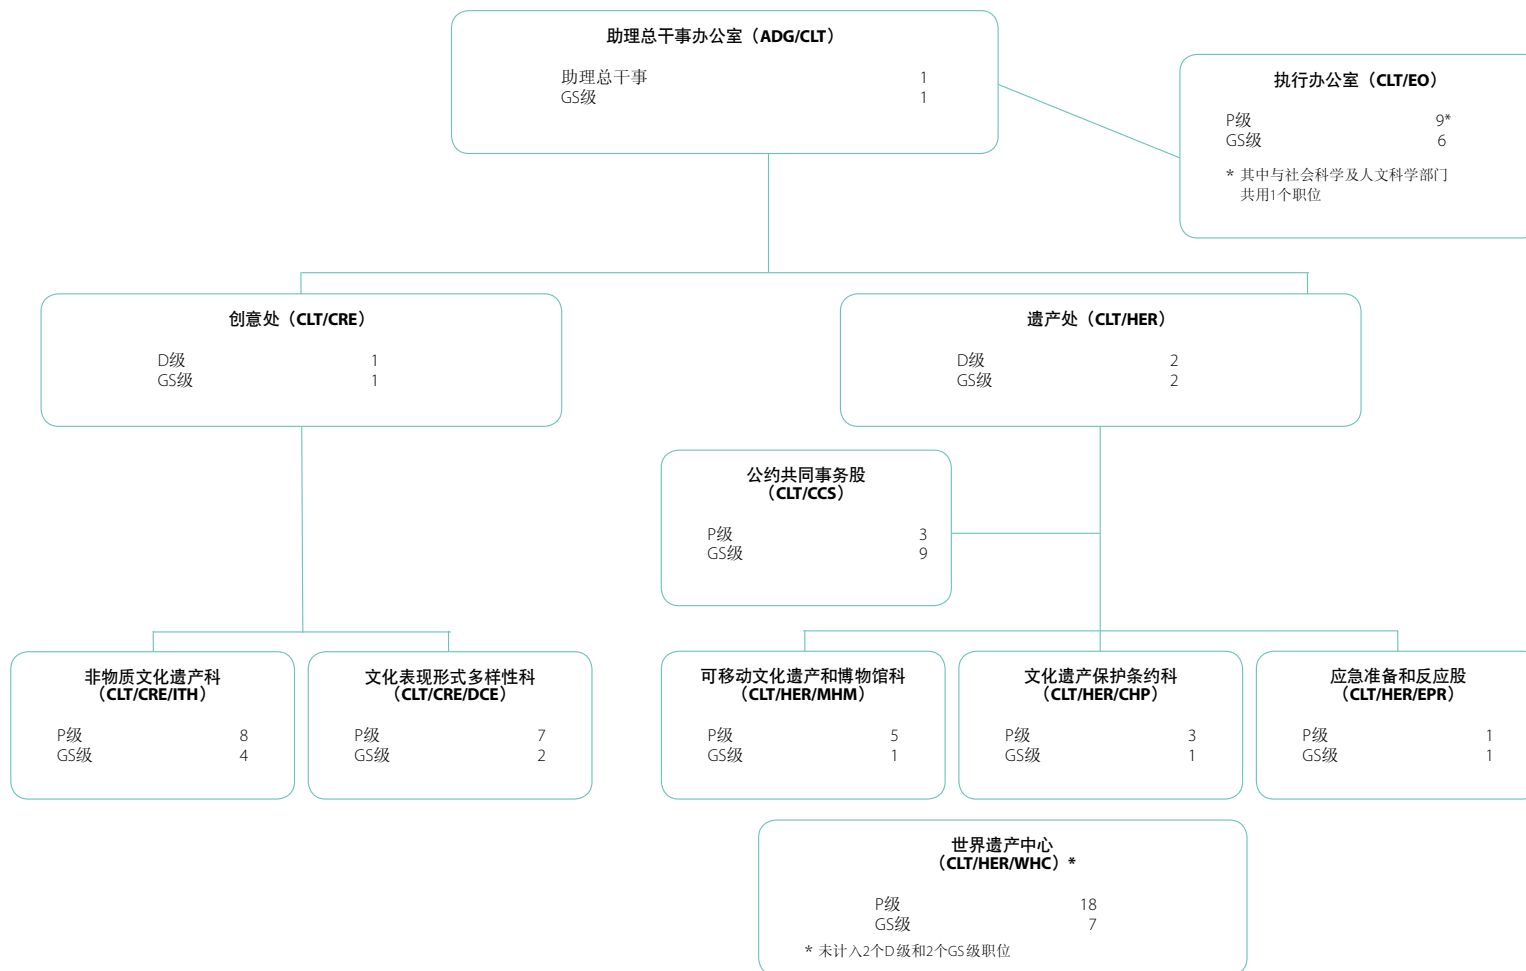 助理总干事办公室（ADG/CLT）
助理总干事 1
GS级 1
执行办公室（CLT/EO）
P级 9*
GS级 6
* 其中与社会科学及人文科学部门
共用1个职位
创意处（CLT/CRE）
D级 1
GS级 1
遗产处（CLT/HER）
D级 2
GS级 2
公约共同事务股
（CLT/CCS）
P级 3
GS级 9
非物质文化遗产科
（CLT/CRE/ITH）
P级 8
GS级 4
文化表现形式多样性科
（CLT/CRE/DCE）
P级 7
GS级 2
可移动文化遗产和博物馆科
（CLT/HER/MHM）
P级 5
GS级 1
文化遗产保护条约科
（CLT/HER/CHP）
P级 3
GS级 1
应急准备和反应股
（CLT/HER/EPR）
P级 1
GS级 1
世界遗产中心
（CLT/HER/WHC）*
P级 18
GS级 7
* 未计入2个D级和2个GS级职位